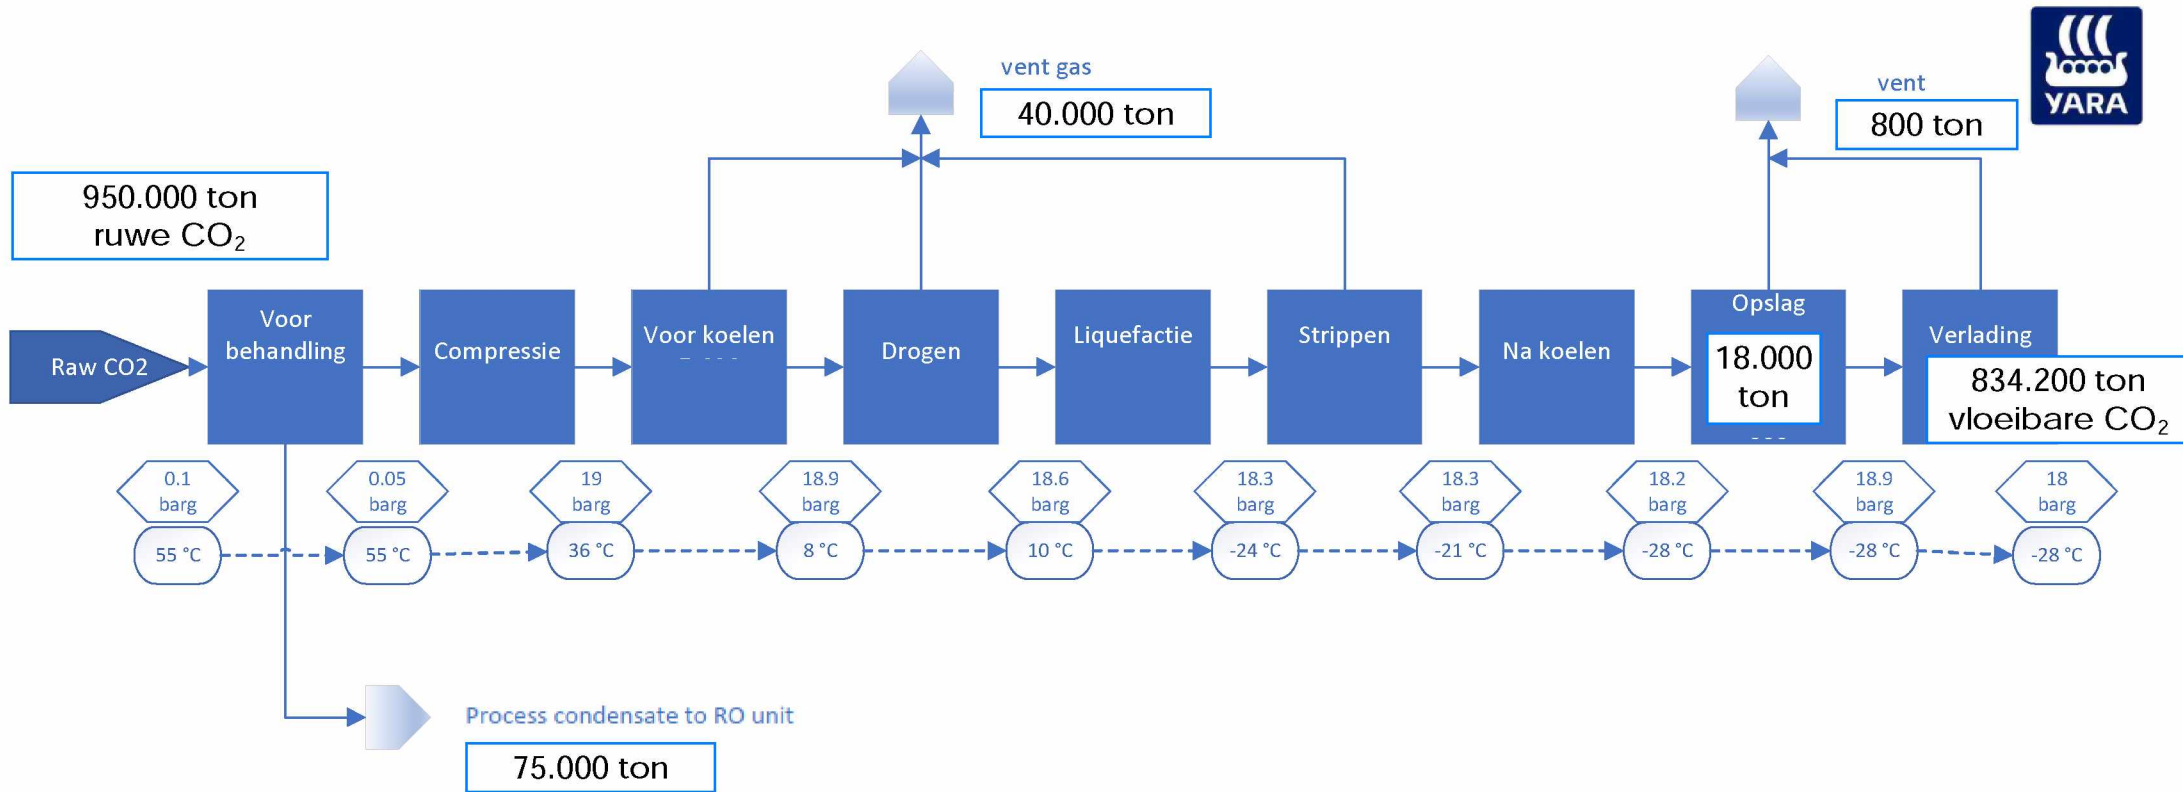 YARA
vent gas
40.000 ton
vent
800 ton
950.000 ton
ruwe CO₂
Raw CO2
Voor
behandling
Compressie
Voor koelen
Drogen
Liquefactie
Strippen
Na koelen
Opslag
18.000
ton
Verlading
834.200 ton
vloeibare CO₂
0.1
barg
0.05
barg
19
barg
18.9
barg
18.6
barg
18.3
barg
18.3
barg
18.2
barg
18.9
barg
18
barg
55 °C
55 °C
36 °C
8 °C
10 °C
-24 °C
-21 °C
-28 °C
-28 °C
-28 °C
Process condensate to RO unit
75.000 ton